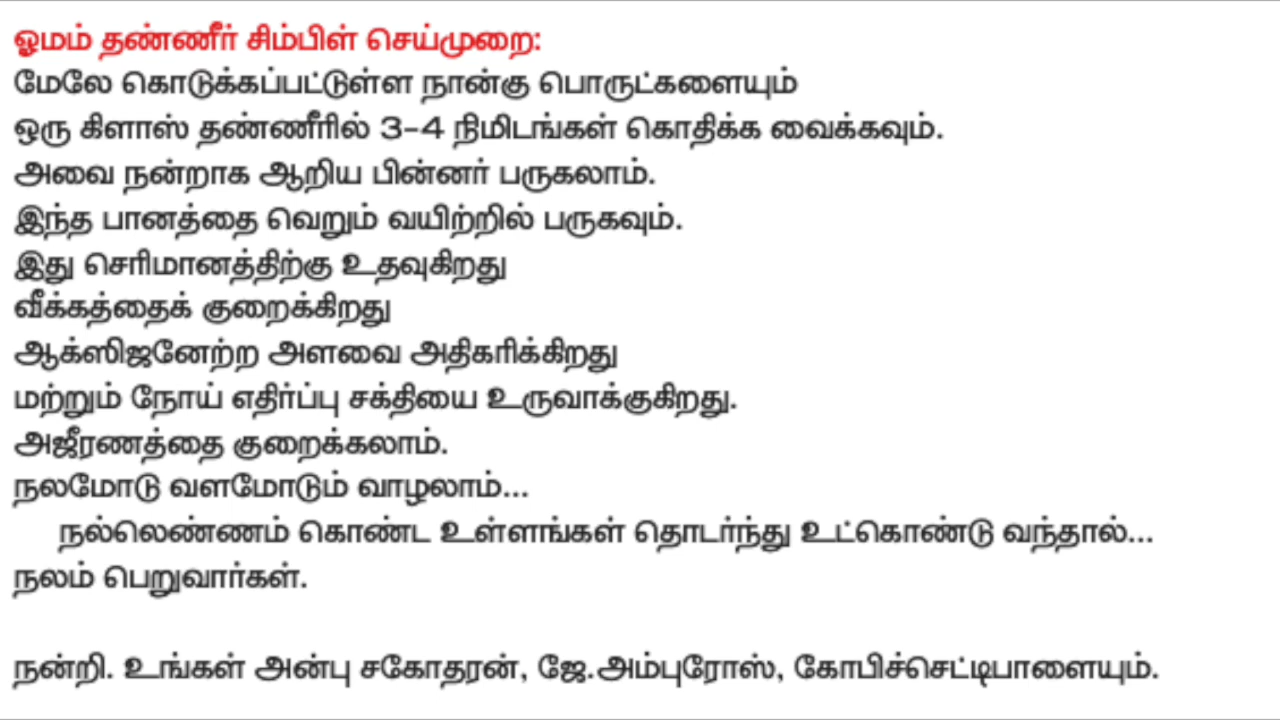 ஓமம் தண்ணீர் சிம்பிள் செய்முறை:
மேலே கொடுக்கப்பட்டுள்ள நான்கு பொருட்களையும்
ஒரு கிளாஸ் தண்ணீரில் 3-4 நிமிடங்கள் கொதிக்க வைக்கவும்.
அவை நன்றாக ஆறிய பின்னர் பருகலாம்.
இந்த பானத்தை வெறும் வயிற்றில் பருகவும்.
இது செரிமானத்திற்கு உதவுகிறது
வீக்கத்தைக் குறைக்கிறது
ஆக்ஸிஜனேற்ற அளவை அதிகரிக்கிறது
மற்றும் நோய் எதிர்ப்பு சக்தியை உருவாக்குகிறது.
அஜீரணத்தை குறைக்கலாம்.
நலமோடு வளமோடும் வாழலாம்...
நல்லெண்ணம் கொண்ட உள்ளங்கள் தொடர்ந்து உட்கொண்டு வந்தால்...
நலம் பெறுவார்கள்.
நன்றி. உங்கள் அன்பு சகோதரன், ஜே.அம்புரோஸ், கோபிச்செட்டிபாளையும்.